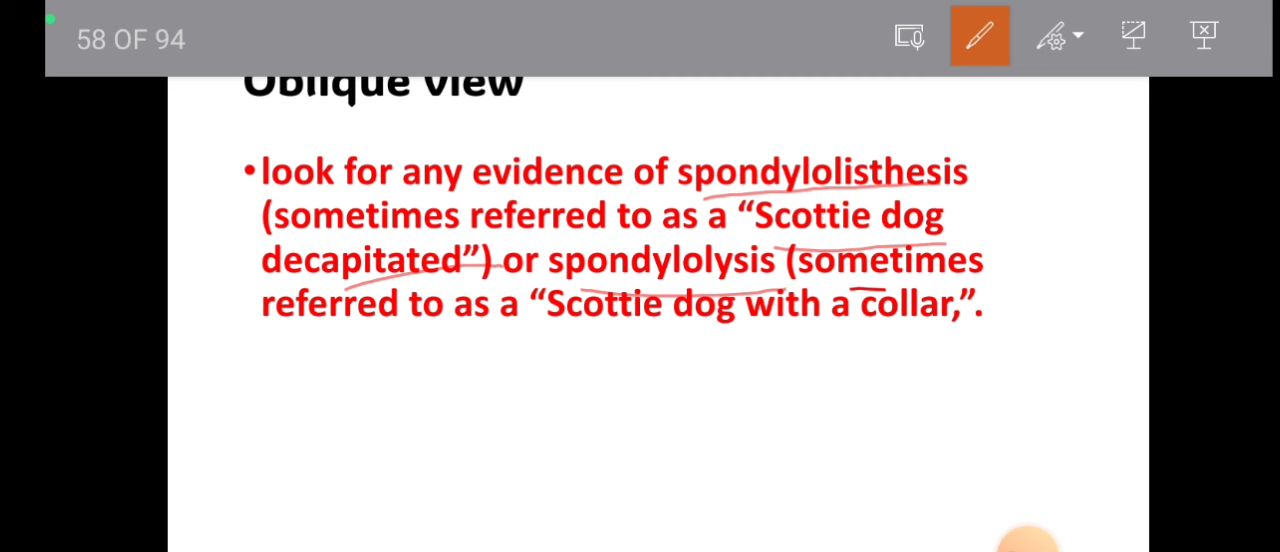 58 OF 94
Oblique view
•look for any evidence of spondylolisthesis
(sometimes referred to as a “Scottie dog
decapitated”) or spondylolysis (sometimes
referred to as a “Scottie dog with a collar,”.